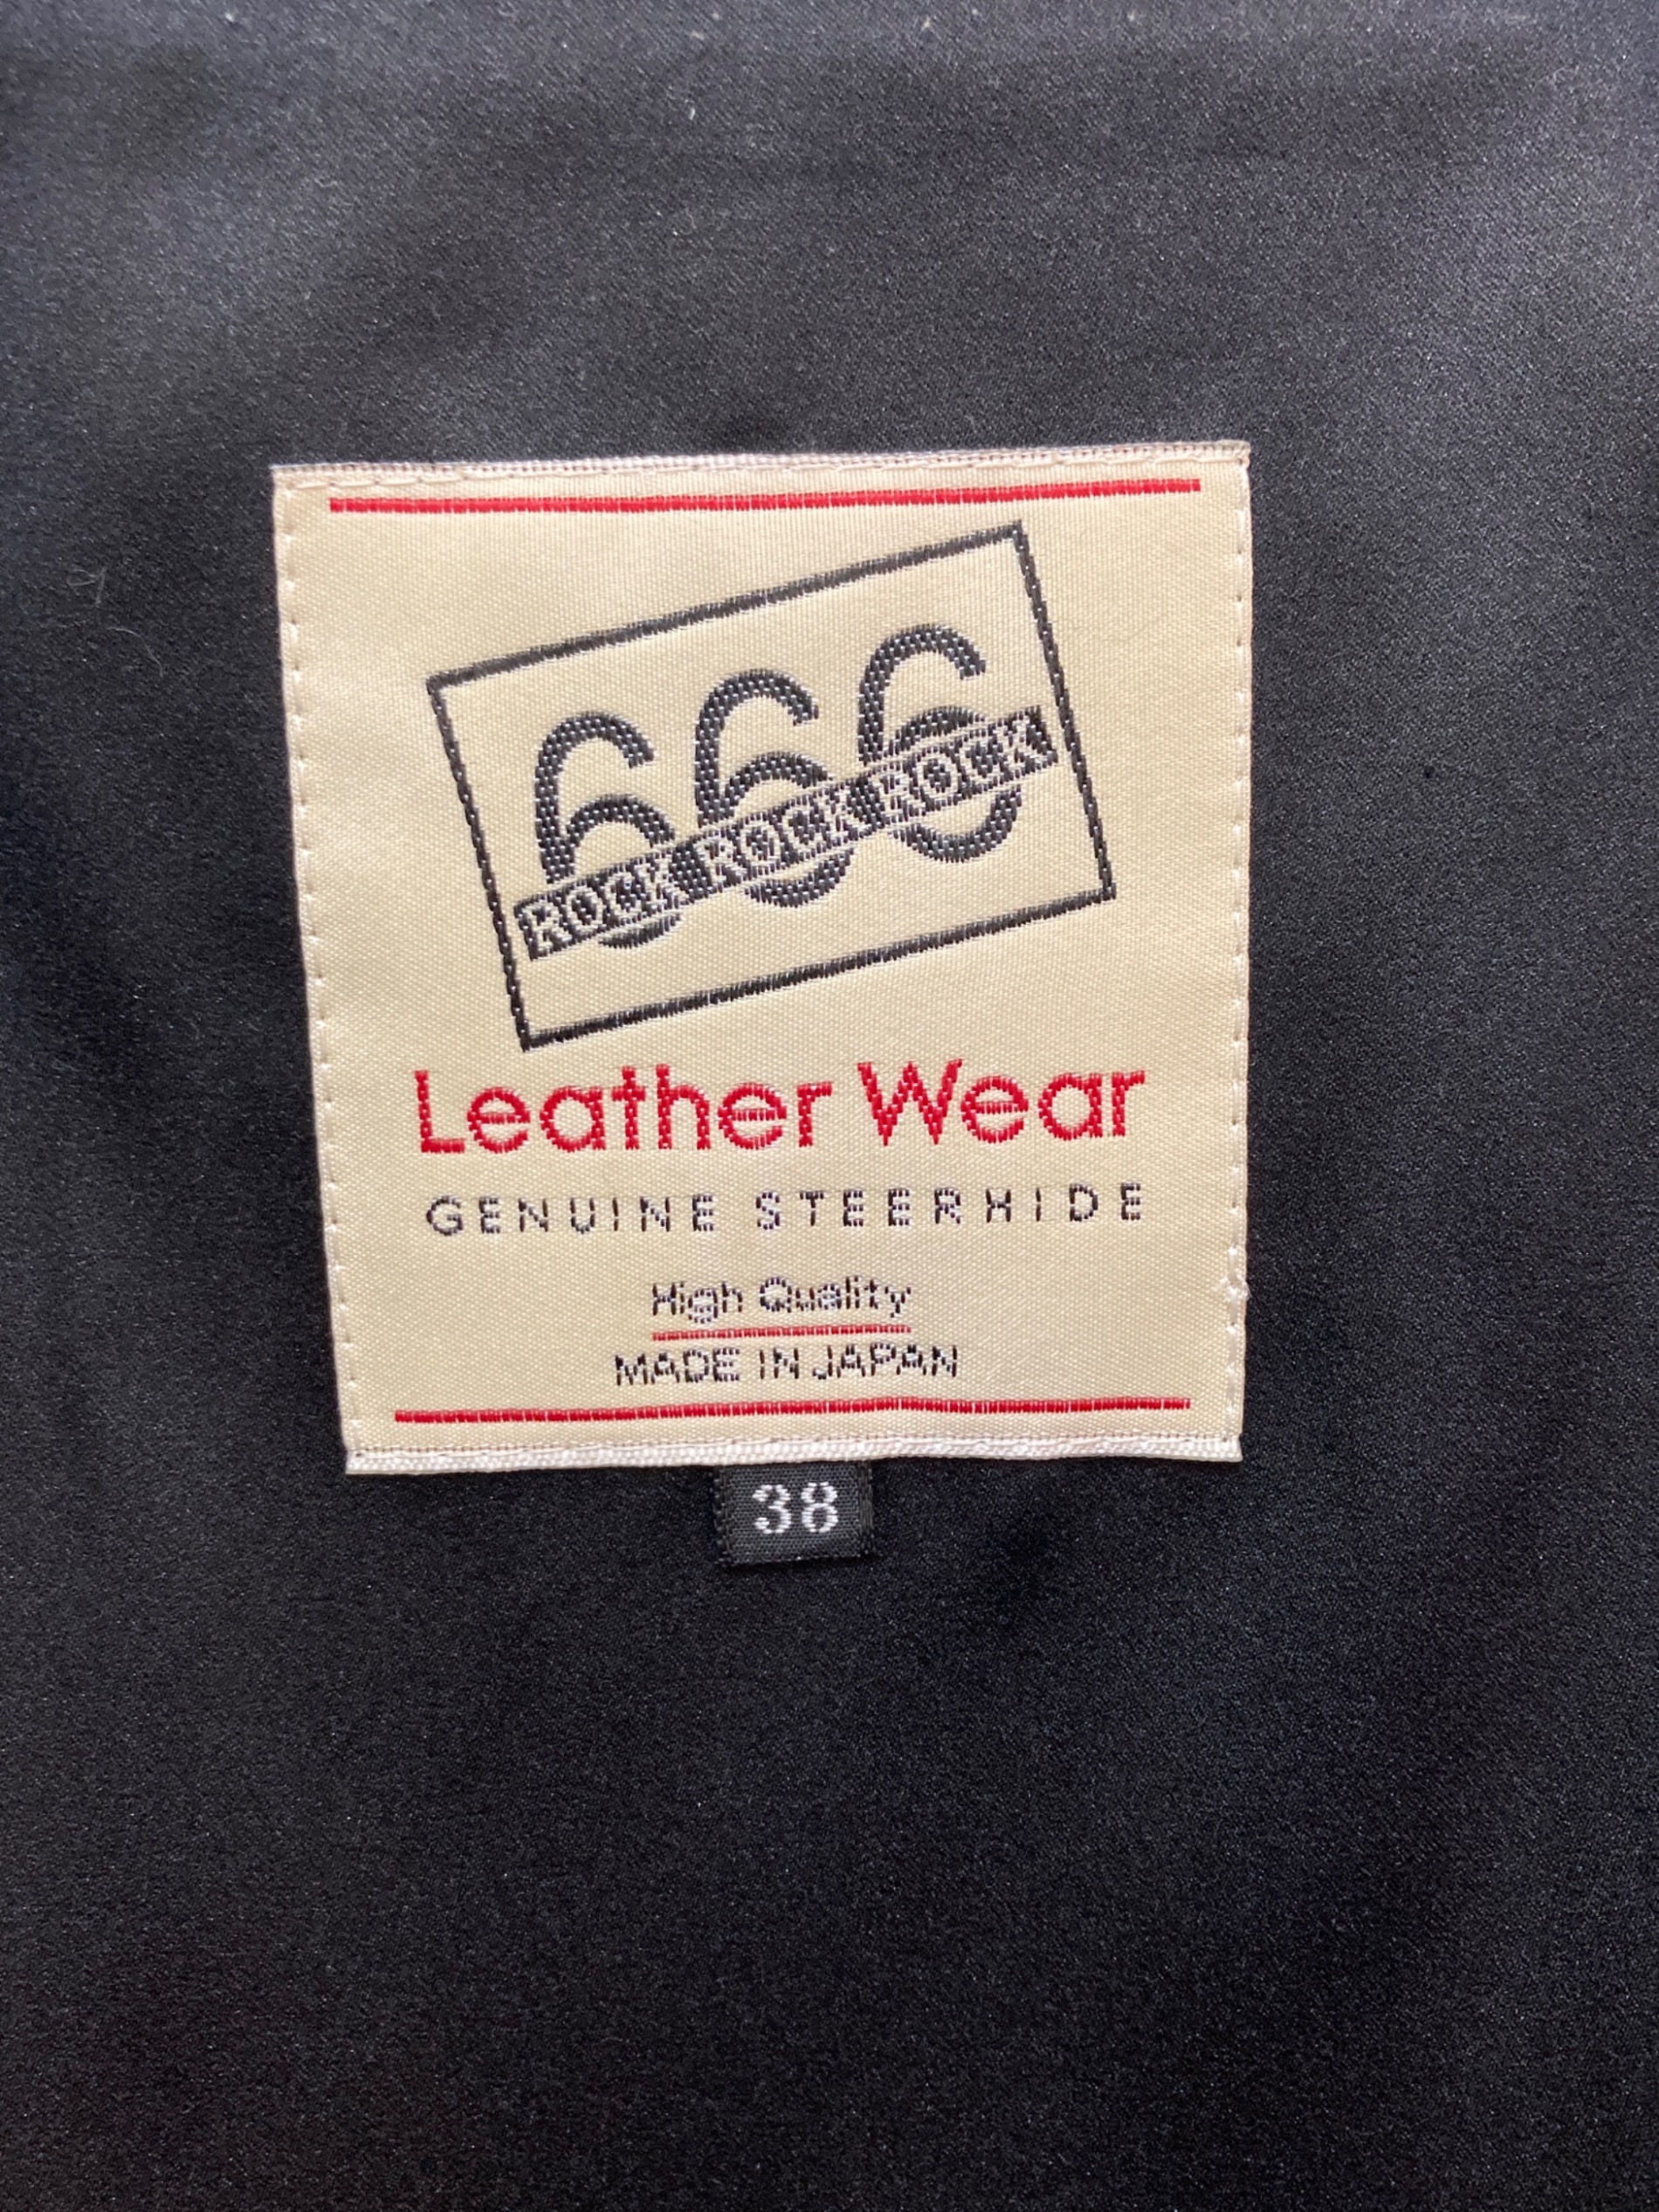 666
ROCK ROCK ROCK
Leather Wear
GENUINE STEERHIDE
High Quality
MADE IN JAPAN
38